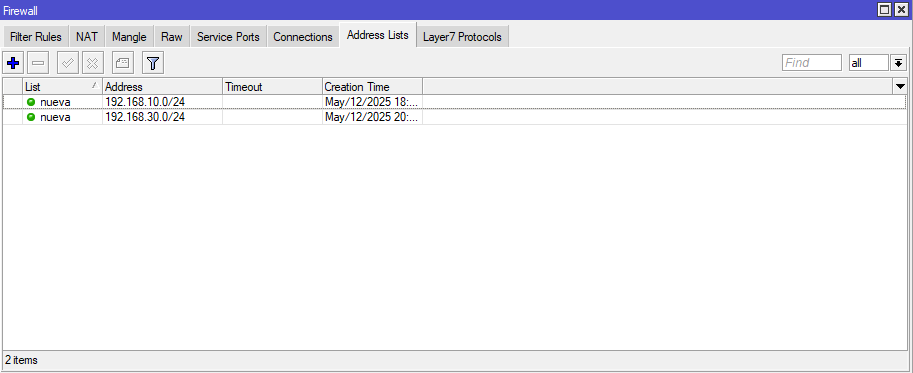 Firewall
Filter Rules NAT Mangle Raw Service Ports Connections Address Lists Layer7 Protocols
Find all
List Address Timeout Creation Time
nueva 192.168.10.0/24 May/12/2025 18:...
nueva 192.168.30.0/24 May/12/2025 20:...
2 items